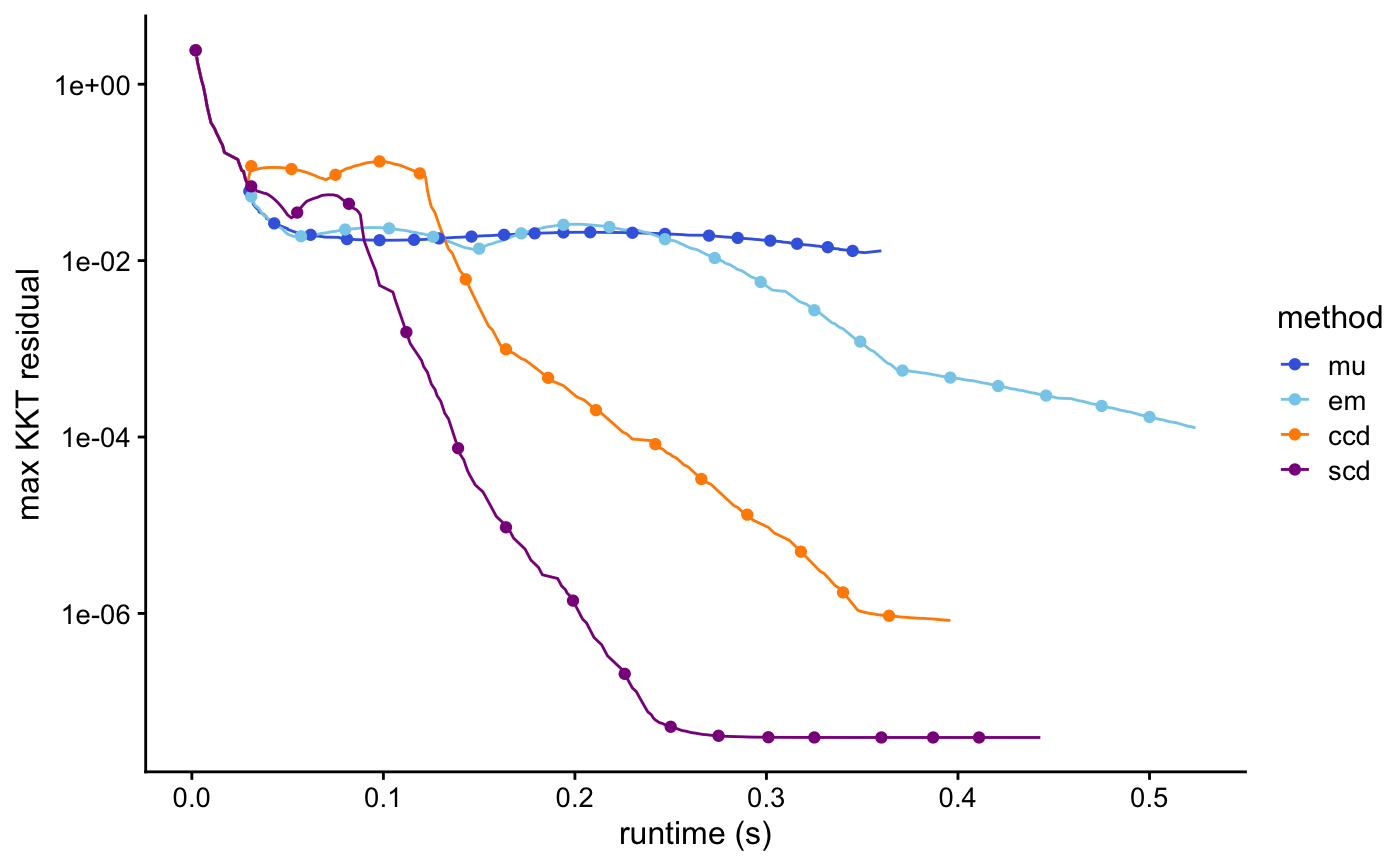 max KKT residual
1e+00
1e-02
1e-04
1e-06
0.0 0.1 0.2 0.3 0.4 0.5
runtime (s)
method
mu
em
ccd
scd